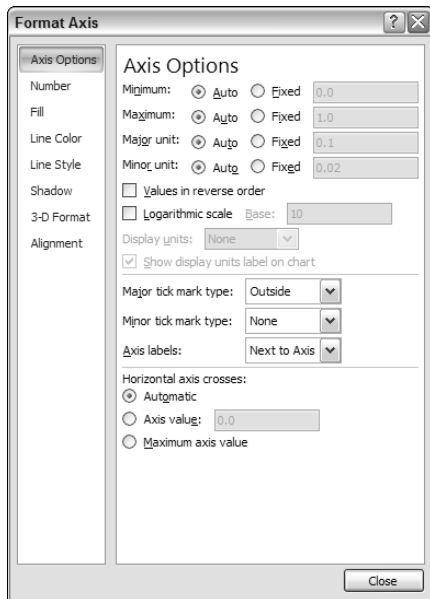 Format Axis
Axis Options
Number
Fill
Line Color
Line Style
Shadow
3-D Format
Alignment
Axis Options
Minimum: Auto Fixed 0.0
Maximum: Auto Fixed 1.0
Major unit: Auto Fixed 0.1
Minor unit: Auto Fixed 0.02
Values in reverse order
Logarithmic scale Base: 10
Display units: None
Show display units label on chart
Major tick mark type: Outside
Minor tick mark type: None
Axis labels: Next to Axis
Horizontal axis crosses:
Automatic
Axis value: 0.0
Maximum axis value
Close